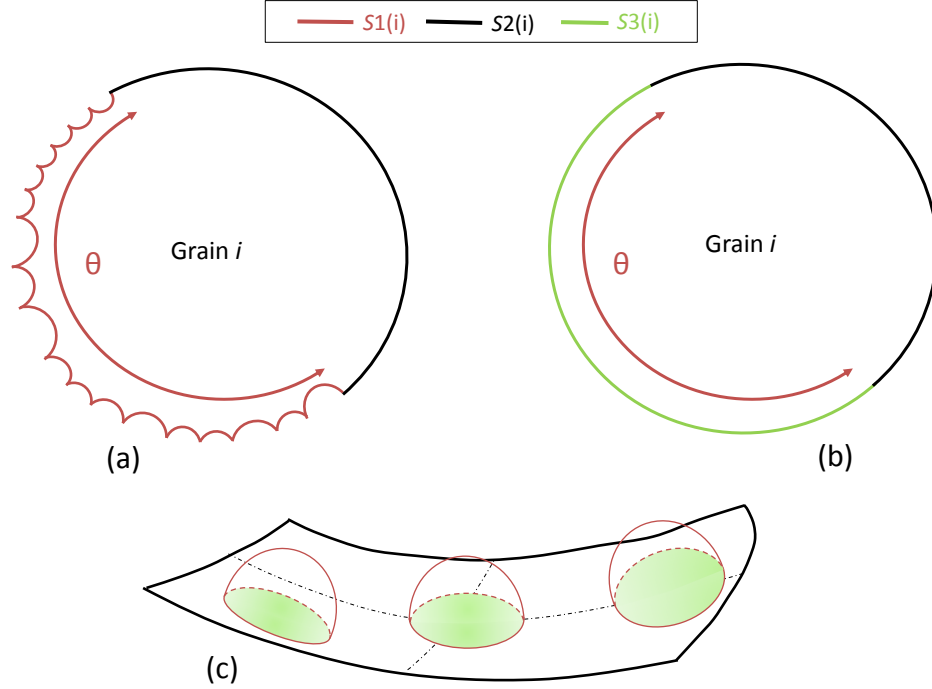 S1(i) S2(i) S3(i)
Grain i
θ
(a)
Grain i
θ
(b)
(c)